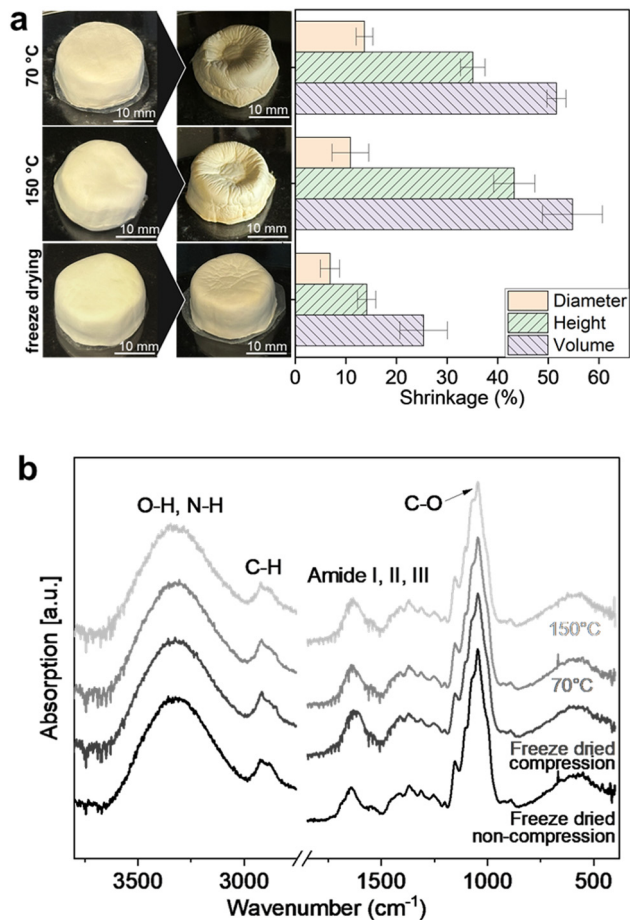 a
70 °C
10 mm
10 mm
150 °C
10 mm
10 mm
freeze drying
10 mm
10 mm
Diameter
Height
Volume
0 10 20 30 40 50 60
Shrinkage (%)
b
O-H, N-H
C-H
Amide I, II, III
C-O
150°C
70°C
Freeze dried
compression
Freeze dried
non-compression
Absorption [a.u.]
3500 3000 1500 1000 500
Wavenumber (cm⁻¹)